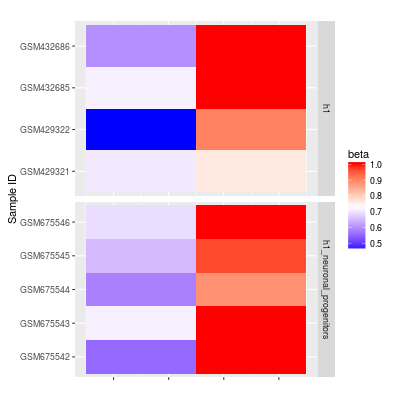 GSM432686
GSM432685
GSM429322
GSM429321
h1
GSM675546
GSM675545
GSM675544
GSM675543
GSM675542
h1_neuronal_progenitors
Sample ID
beta
1.0
0.9
0.8
0.7
0.6
0.5